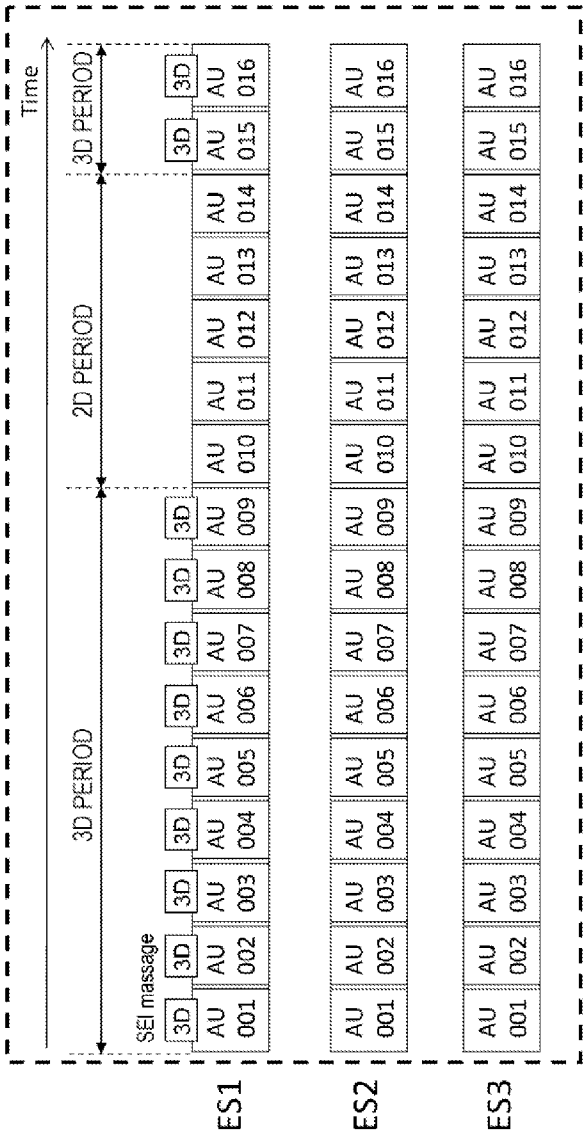 Time
3D PERIOD 2D PERIOD 3D PERIOD
SEI massage
3D 3D 3D 3D 3D 3D 3D 3D 3D 3D 3D
ES1 AU 001 AU 002 AU 003 AU 004 AU 005 AU 006 AU 007 AU 008 AU 009 AU 010 AU 011 AU 012 AU 013 AU 014 AU 015 AU 016
ES2 AU 001 AU 002 AU 003 AU 004 AU 005 AU 006 AU 007 AU 008 AU 009 AU 010 AU 011 AU 012 AU 013 AU 014 AU 015 AU 016
ES3 AU 001 AU 002 AU 003 AU 004 AU 005 AU 006 AU 007 AU 008 AU 009 AU 010 AU 011 AU 012 AU 013 AU 014 AU 015 AU 016